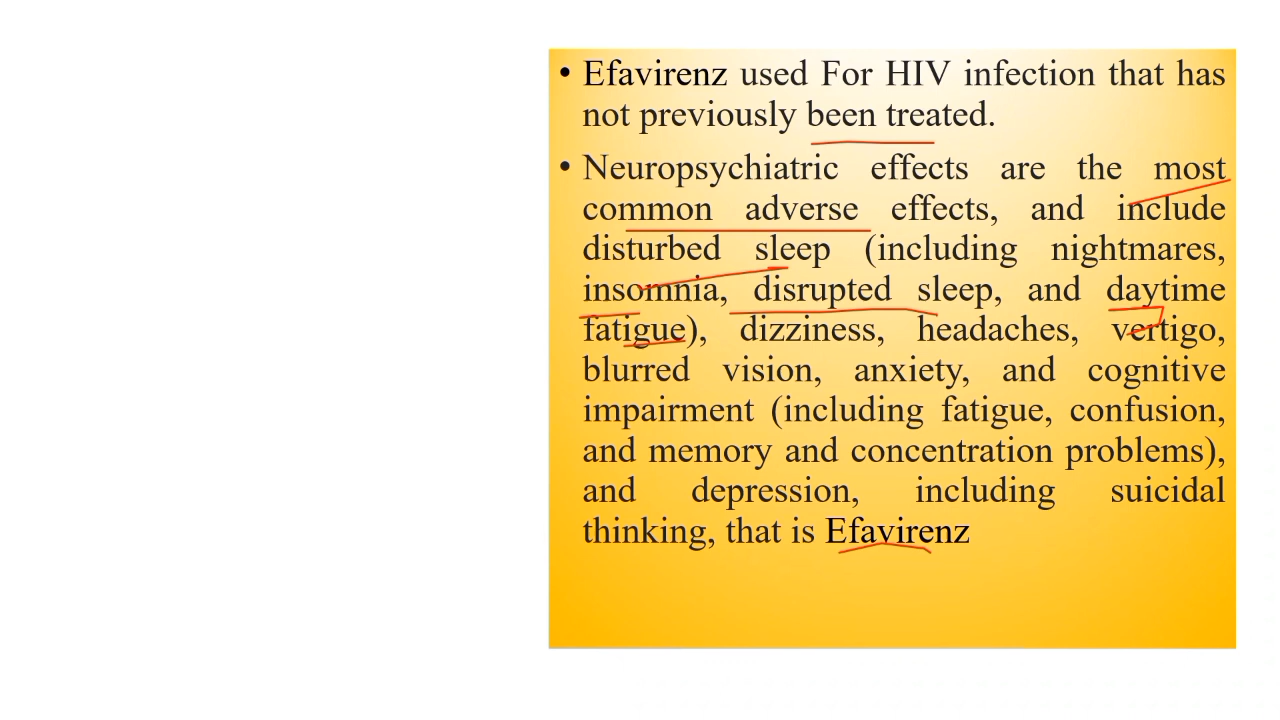 • Efavirenz used For HIV infection that has
not previously been treated.
• Neuropsychiatric effects are the most
common adverse effects, and include
disturbed sleep (including nightmares,
insomnia, disrupted sleep, and daytime
fatigue), dizziness, headaches, vertigo,
blurred vision, anxiety, and cognitive
impairment (including fatigue, confusion,
and memory and concentration problems),
and depression, including suicidal
thinking, that is Efavirenz